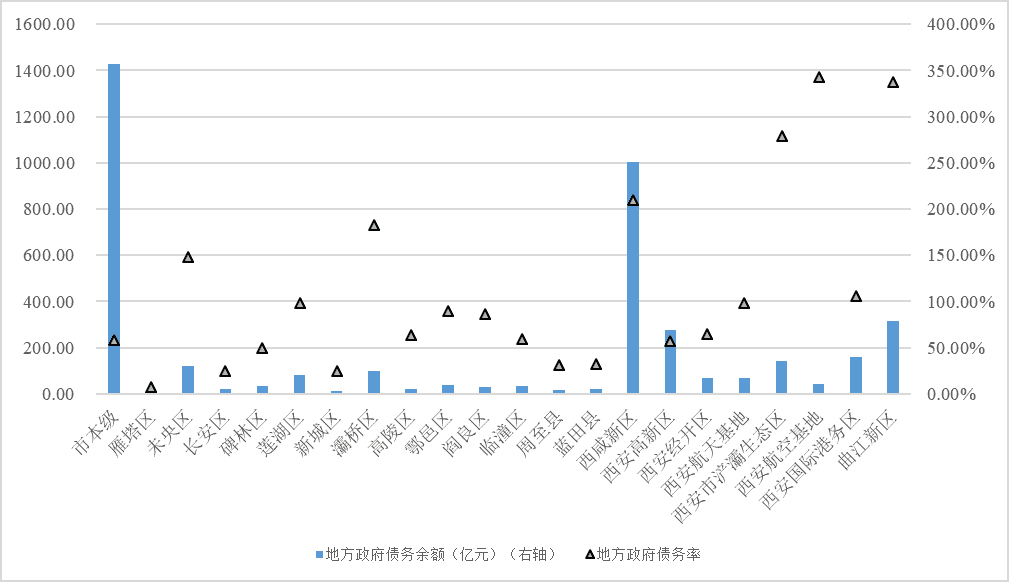 1600.00
1400.00
1200.00
1000.00
800.00
600.00
400.00
200.00
0.00
400.00%
350.00%
300.00%
250.00%
200.00%
150.00%
100.00%
50.00%
0.00%
市本级
雁塔区
未央区
长安区
碑林区
莲湖区
新城区
灞桥区
高陵区
鄠邑区
阎良区
临潼区
周至县
蓝田县
西咸新区
西安高新区
西安经开区
西安航天基地
西安市浐灞生态区
西安航空基地
西安国际港务区
曲江新区
地方政府债务余额（亿元）（右轴）
地方政府债务率